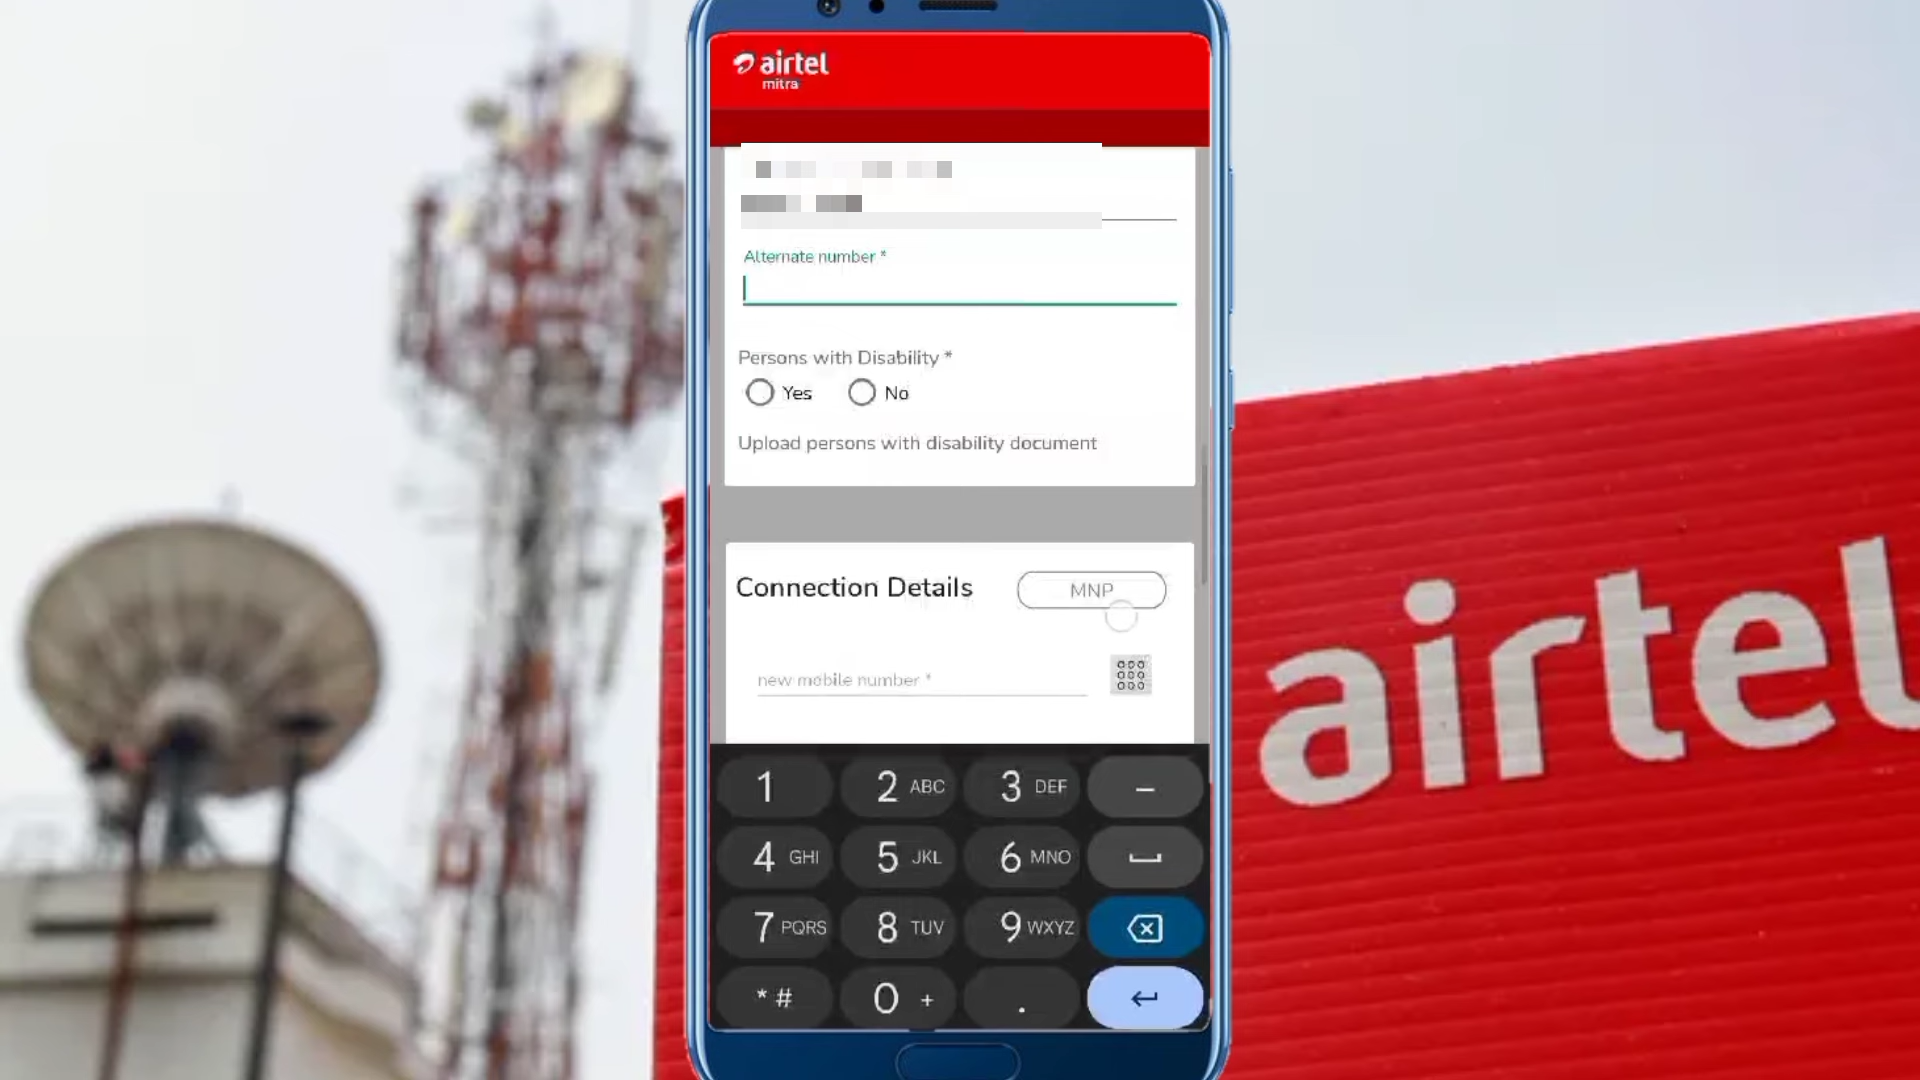 airtel
mitra
Alternate number *
Persons with Disability *
Yes No
Upload persons with disability document
Connection Details MNP
new mobile number *
1 2 ABC 3 DEF -
4 GHI 5 JKL 6 MNO
7 PQRS 8 TUV 9 WXYZ
* # 0 + .
airtel